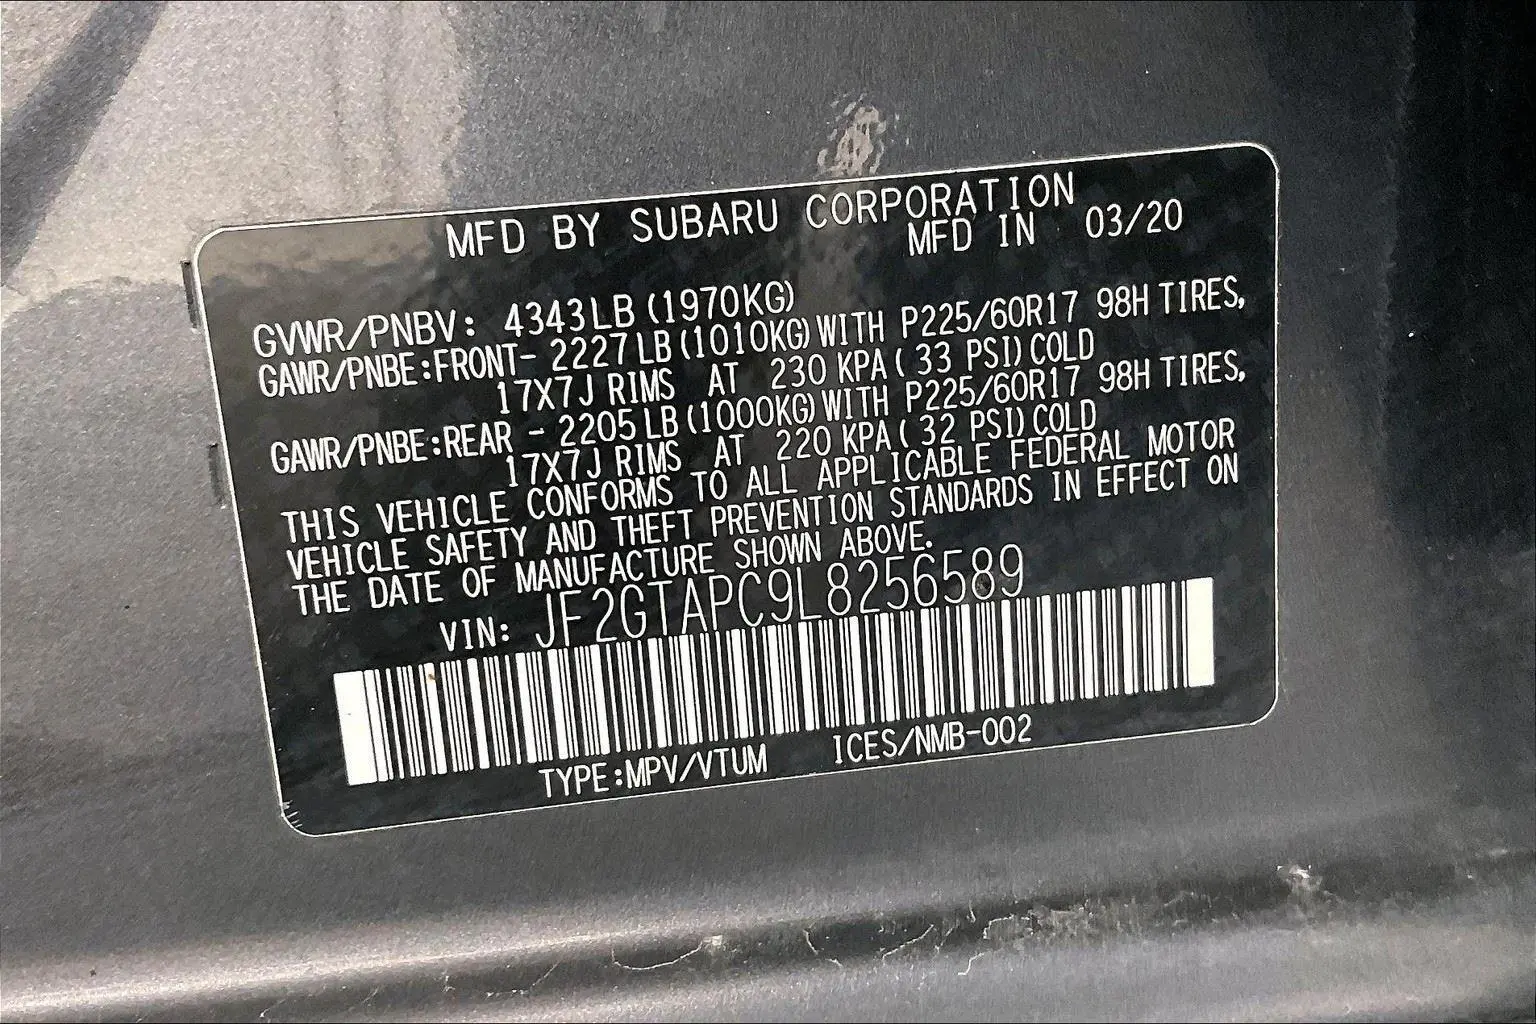 MFD BY SUBARU CORPORATION
MFD IN 03/20
GVWR/PNBV: 4343LB (1970KG)
GAWR/PNBE:FRONT- 2227LB (1010KG) WITH P225/60R17 98H TIRES,
17X7J RIMS AT 230 KPA ( 33 PSI) COLD
GAWR/PNBE:REAR - 2205LB (1000KG) WITH P225/60R17 98H TIRES,
17X7J RIMS AT 220 KPA ( 32 PSI) COLD
THIS VEHICLE CONFORMS TO ALL APPLICABLE FEDERAL MOTOR
VEHICLE SAFETY AND THEFT PREVENTION STANDARDS IN EFFECT ON
THE DATE OF MANUFACTURE SHOWN ABOVE.
VIN: JF2GTAPC9L8256589
TYPE:MPV/VTUM ICES/NMB-002